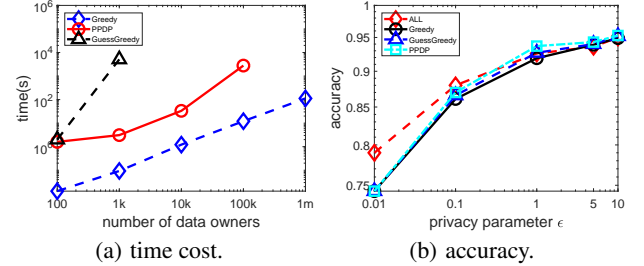 Greedy
PPDP
GuessGreedy
10^6
10^4
10^2
10^0
time(s)
100
1k
10k
100k
1m
number of data owners
(a) time cost.
ALL
Greedy
GuessGreedy
PPDP
0.95
0.9
0.85
0.8
0.75
accuracy
0.01
0.1
1
5
10
privacy parameter ϵ
(b) accuracy.